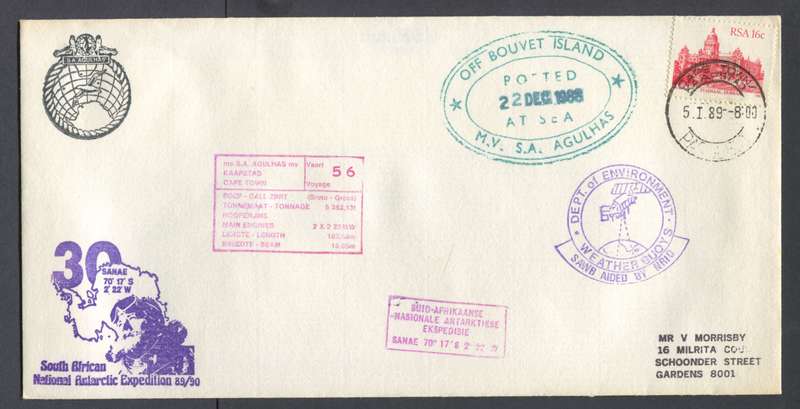 S.A. AGULHAS
OFF BOUVET ISLAND
POSTED
22 DEC 1988
AT SEA
M.V. S.A. AGULHAS
RSA 16c
5. I 89--8:00
ms S.A. AGULHAS ms
KAAPSTAD
CAPE TOWN
Vaart
Voyage
56
ROEP - CALL ZSRT
(Bruto - Gross)
TONNEMAAT - TONNAGE
HOOFENJINS
MAIN ENGINES
LENGTE - LENGTH
BREEDTE - BEAM
DEPT. of ENVIRONMENT
WEATHER BUOYS
SAWB AIDED BY NRIO
30
SANAE
70° 17' S
2° 22' W
South African
National Antarctic Expedition 89/90
SUID-AFRIKAANSE
NASIONALE ANTARKTIESE
EKSPEDISIE
SANAE 70° 17' S 2° 22' W
MR V MORRISBY
16 MILRITA
SCHOONDER STREET
GARDENS 8001